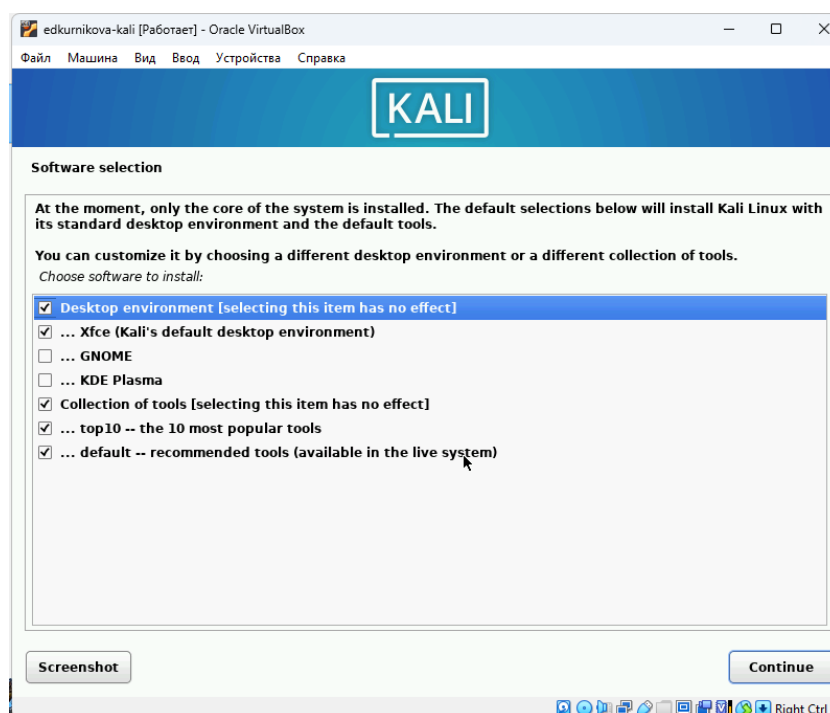 edkurnikova-kali [Работает] - Oracle VirtualBox
Файл Машина Вид Ввод Устройства Справка
KALI
Software selection
At the moment, only the core of the system is installed. The default selections below will install Kali Linux with
its standard desktop environment and the default tools.
You can customize it by choosing a different desktop environment or a different collection of tools.
Choose software to install:
Desktop environment [selecting this item has no effect]
... Xfce (Kali's default desktop environment)
... GNOME
... KDE Plasma
Collection of tools [selecting this item has no effect]
... top10 -- the 10 most popular tools
... default -- recommended tools (available in the live system)
Screenshot
Continue
Right Ctrl